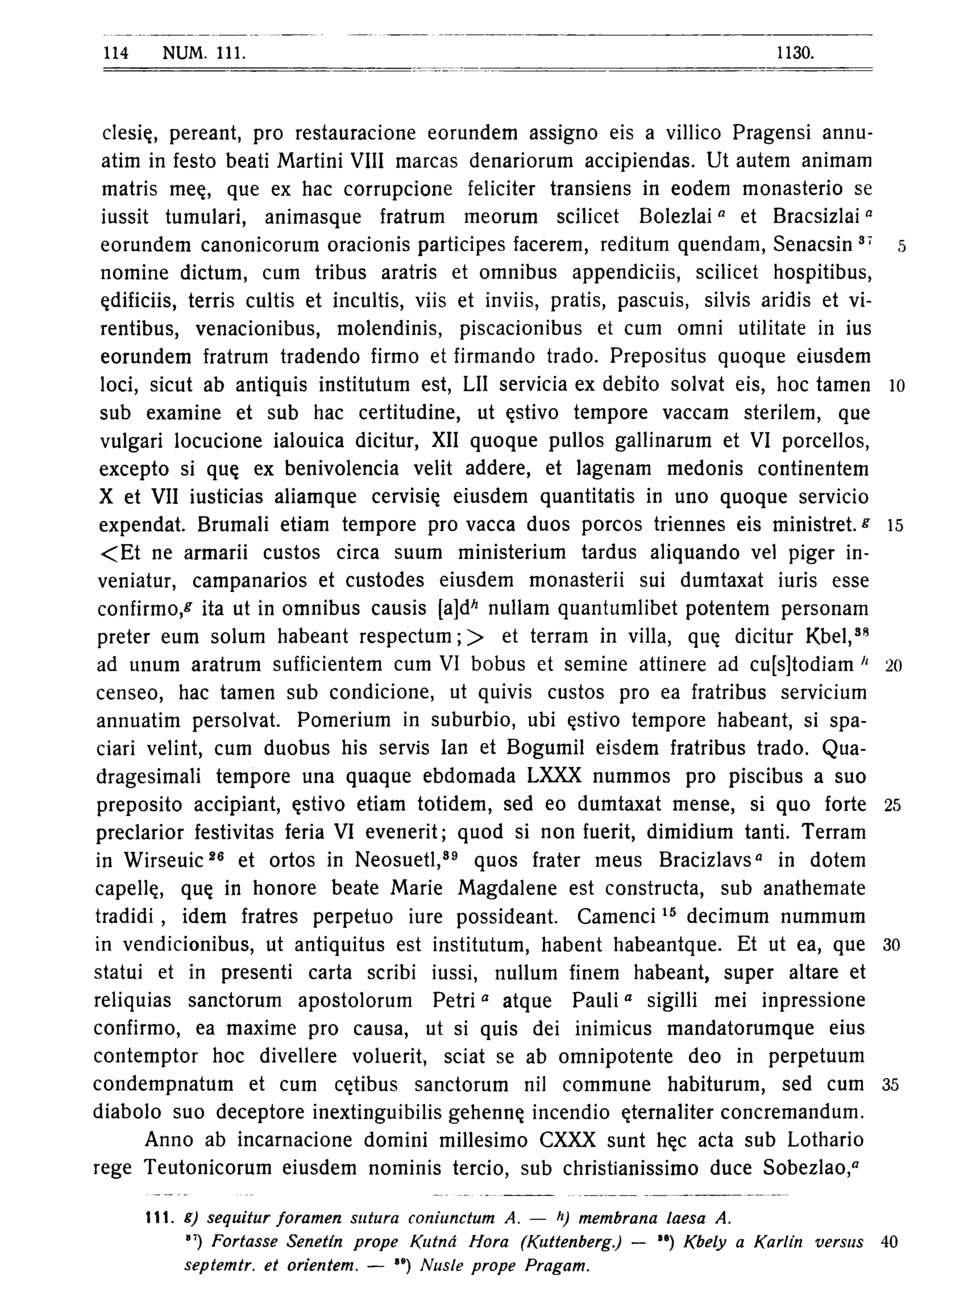 114 NUM. 111. 1130.
clesię, pereant, pro restauracione eorundem assigno eis a villico Pragensi annu-
atim in festo beati Martini VIII marcas denariorum accipiendas. Ut autem animam
matris meę, que ex hac corrupcione feliciter transiens in eodem monasterio se
iussit tumulari, animasque fratrum meorum scilicet Bolezlai ᵃ et Bracsizlai ᵃ
eorundem canonicorum oracionis participes facerem, reditum quendam, Senacsin ³⁷ 5
nomine dictum, cum tribus aratris et omnibus appendiciis, scilicet hospitibus,
ędificiis, terris cultis et incultis, viis et inviis, pratis, pascuis, silvis aridis et vi-
rentibus, venacionibus, molendinis, piscacionibus et cum omni utilitate in ius
eorundem fratrum tradendo firmo et firmando trado. Prepositus quoque eiusdem
loci, sicut ab antiquis institutum est, LII servicia ex debito solvat eis, hoc tamen 10
sub examine et sub hac certitudine, ut ęstivo tempore vaccam sterilem, que
vulgari locucione ialouica dicitur, XII quoque pullos gallinarum et VI porcellos,
excepto si quę ex benivolencia velit addere, et lagenam medonis continentem
X et VII iusticias aliamque cervisię eiusdem quantitatis in uno quoque servicio
expendat. Brumali etiam tempore pro vacca duos porcos triennes eis ministret. ᵍ 15
<Et ne armarii custos circa suum ministerium tardus aliquando vel piger in-
veniatur, campanarios et custodes eiusdem monasterii sui dumtaxat iuris esse
confirmo,ᵍ ita ut in omnibus causis [a]dʰ nullam quantumlibet potentem personam
preter eum solum habeant respectum;> et terram in villa, quę dicitur Kbel,³⁸
ad unum aratrum sufficientem cum VI bobus et semine attinere ad cu[s]todiam ʰ 20
censeo, hac tamen sub condicione, ut quivis custos pro ea fratribus servicium
annuatim persolvat. Pomerium in suburbio, ubi ęstivo tempore habeant, si spa-
ciari velint, cum duobus his servis Ian et Bogumil eisdem fratribus trado. Qua-
dragesimali tempore una quaque ebdomada LXXX nummos pro piscibus a suo
preposito accipiant, ęstivo etiam totidem, sed eo dumtaxat mense, si quo forte 25
preclarior festivitas feria VI evenerit; quod si non fuerit, dimidium tanti. Terram
in Wirseuic ²⁶ et ortos in Neosuetl,³⁹ quos frater meus Bracizlavs ᵃ in dotem
capellę, quę in honore beate Marie Magdalene est constructa, sub anathemate
tradidi , idem fratres perpetuo iure possideant. Camenci ¹⁵ decimum nummum
in vendicionibus, ut antiquitus est institutum, habent habeantque. Et ut ea, que 30
statui et in presenti carta scribi iussi, nullum finem habeant, super altare et
reliquias sanctorum apostolorum Petri ᵃ atque Pauli ᵃ sigilli mei inpressione
confirmo, ea maxime pro causa, ut si quis dei inimicus mandatorumque eius
contemptor hoc divellere voluerit, sciat se ab omnipotente deo in perpetuum
condempnatum et cum cętibus sanctorum nil commune habiturum, sed cum 35
diabolo suo deceptore inextinguibilis gehennę incendio ęternaliter concremandum.
Anno ab incarnacione domini millesimo CXXX sunt hęc acta sub Lothario
rege Teutonicorum eiusdem nominis tercio, sub christianissimo duce Sobezlao,ᵃ
111. g) sequitur foramen sutura coniunctum A. — h) membrana laesa A.
³⁷) Fortasse Senetín prope Kutná Hora (Kuttenberg.) — ³⁸) Kbely a Karlín versus 40
septemtr. et orientem. — ³⁹) Nusle prope Pragam.